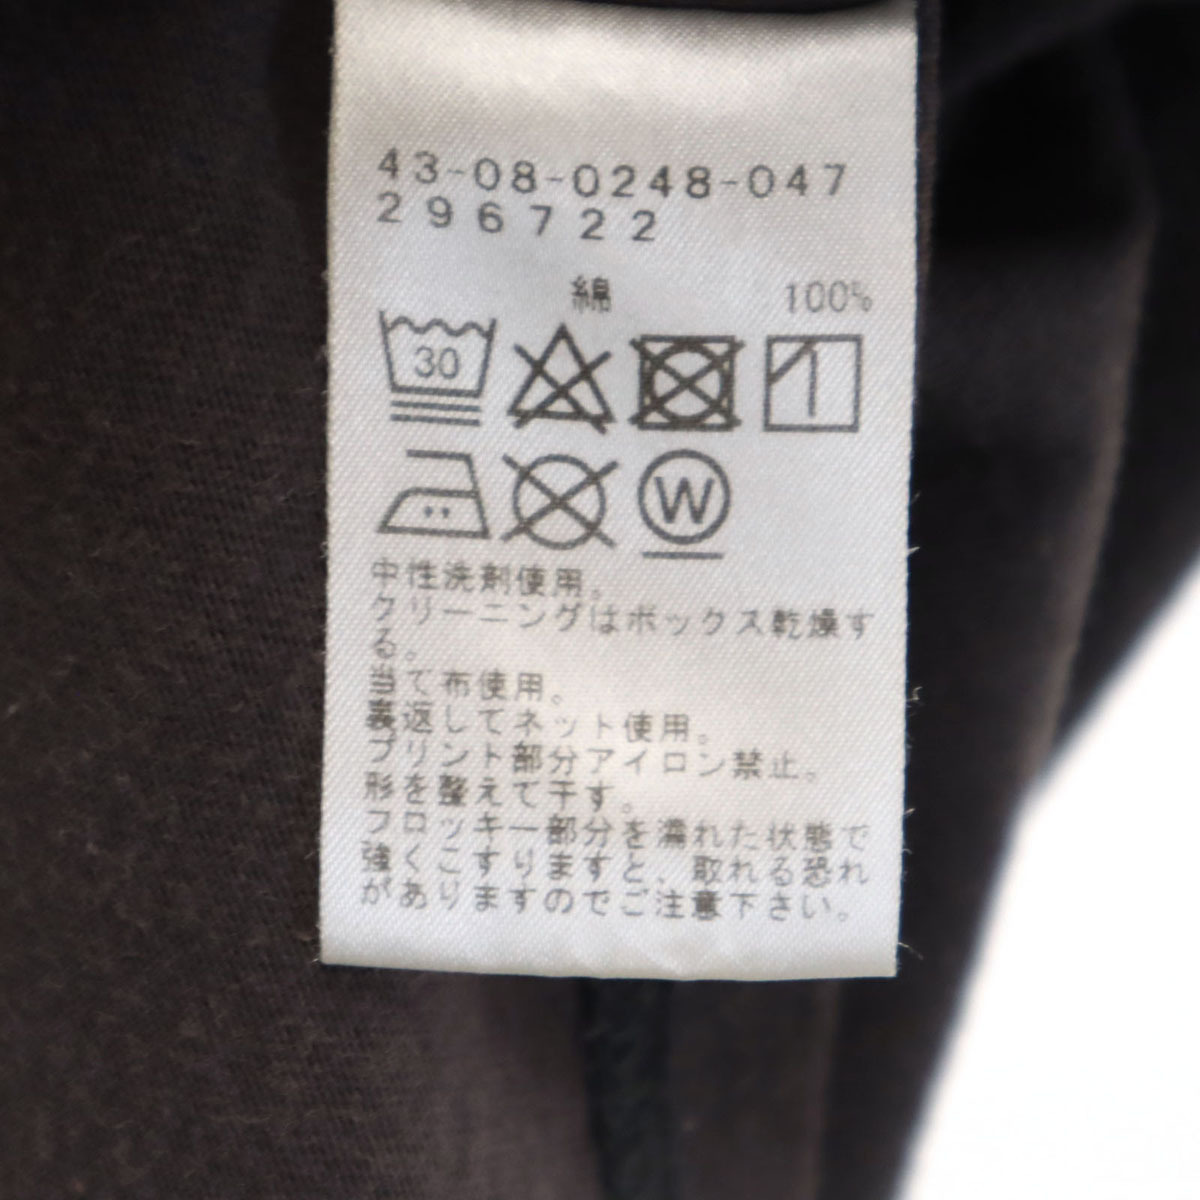 43-08-0248-047
296722
綿 100%
30
W
中性洗剤使用。
クリーニングはボックス乾燥す
る。
当て布使用。
裏返してネット使用。
プリント部分アイロン禁止。
形を整えて干す。
フロッキー部分を濡れた状態で
強くこすりますと、取れる恐れ
がありますのでご注意下さい。